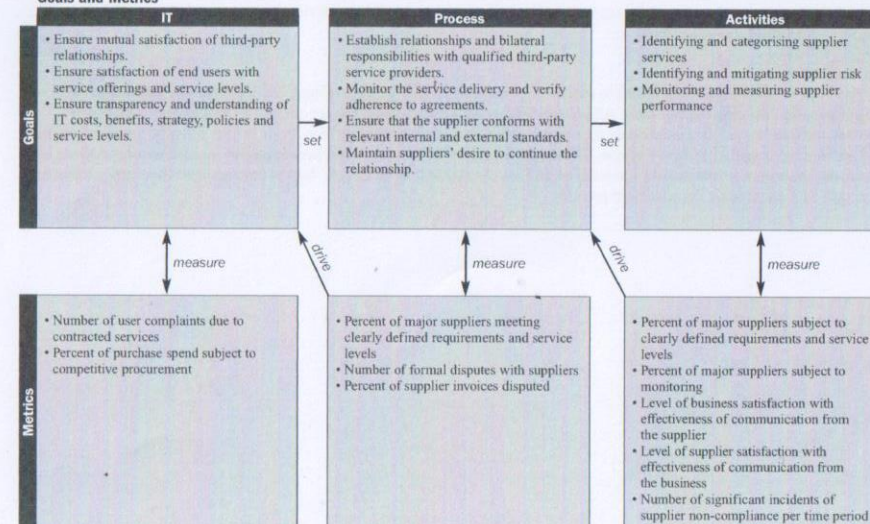 Goals and Metrics
IT
Process
Activities
Goals
• Ensure mutual satisfaction of third-party
relationships.
• Ensure satisfaction of end users with
service offerings and service levels.
• Ensure transparency and understanding of
IT costs, benefits, strategy, policies and
service levels.
set
• Establish relationships and bilateral
responsibilities with qualified third-party
service providers.
• Monitor the service delivery and verify
adherence to agreements.
• Ensure that the supplier conforms with
relevant internal and external standards.
• Maintain suppliers' desire to continue the
relationship.
set
• Identifying and categorising supplier
services
• Identifying and mitigating supplier risk
• Monitoring and measuring supplier
performance
measure
drive
measure
drive
measure
Metrics
• Number of user complaints due to
contracted services
• Percent of purchase spend subject to
competitive procurement
• Percent of major suppliers meeting
clearly defined requirements and service
levels
• Number of formal disputes with suppliers
• Percent of supplier invoices disputed
• Percent of major suppliers subject to
clearly defined requirements and service
levels
• Percent of major suppliers subject to
monitoring
• Level of business satisfaction with
effectiveness of communication from
the supplier
• Level of supplier satisfaction with
effectiveness of communication from
the business
• Number of significant incidents of
supplier non-compliance per time period